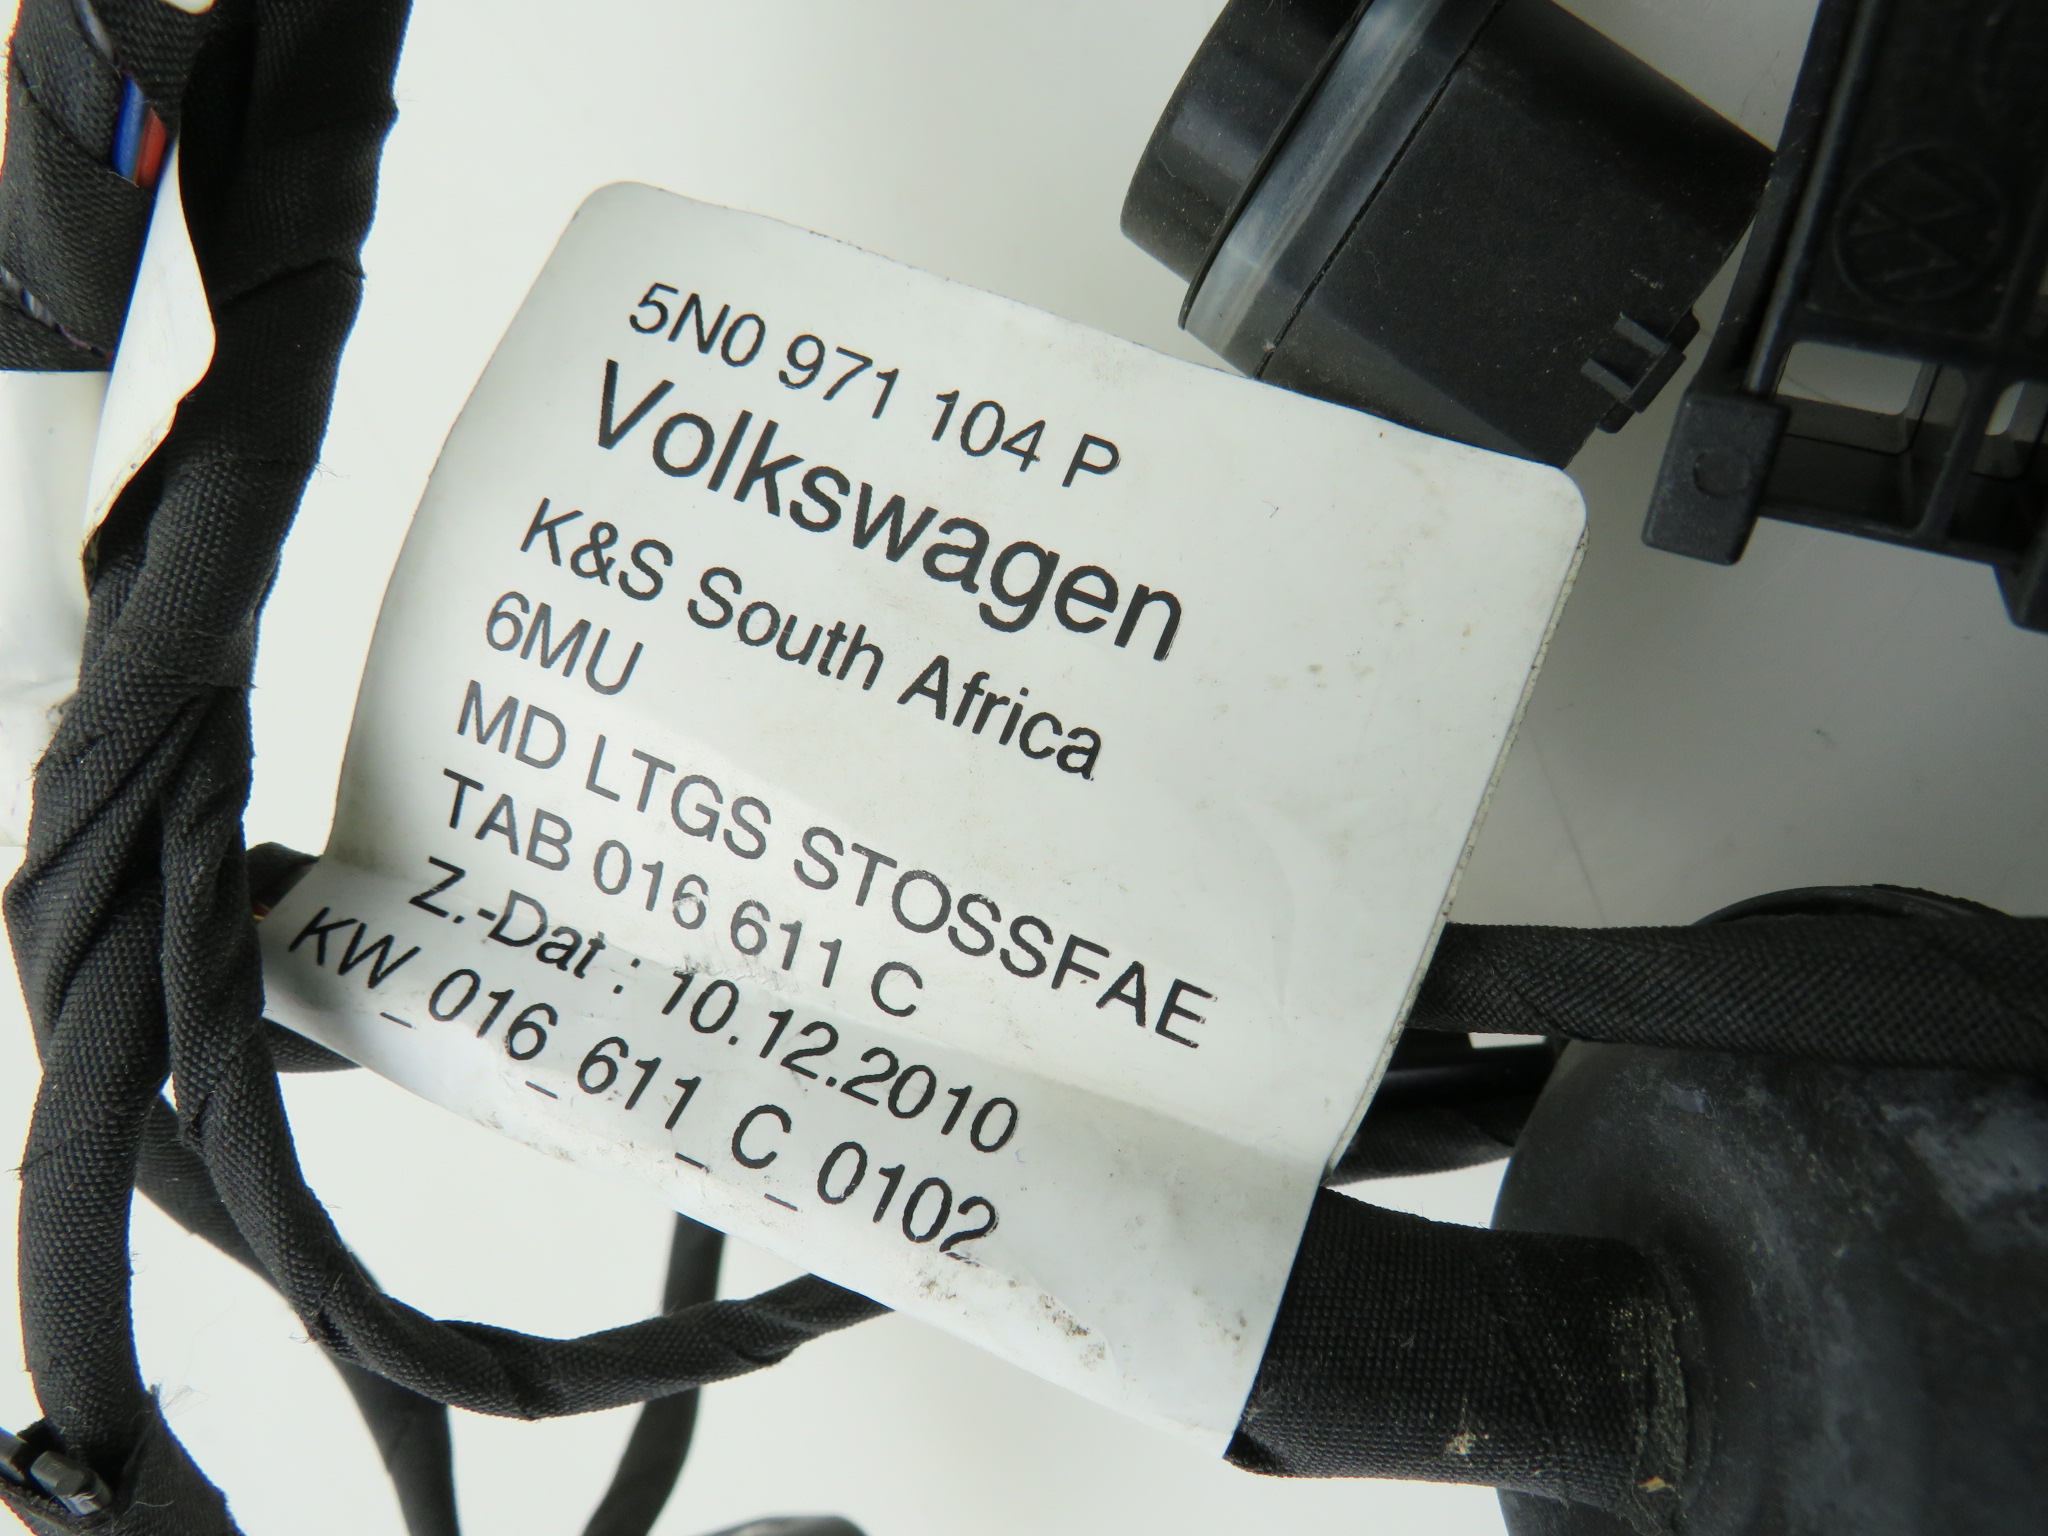 5N0 971 104 P
Volkswagen
K&S South Africa
6MU
MD LTGS STOSSFAE
TAB 016 611 C
Z.-Dat : 10.12.2010
KW_016_611_C_0102